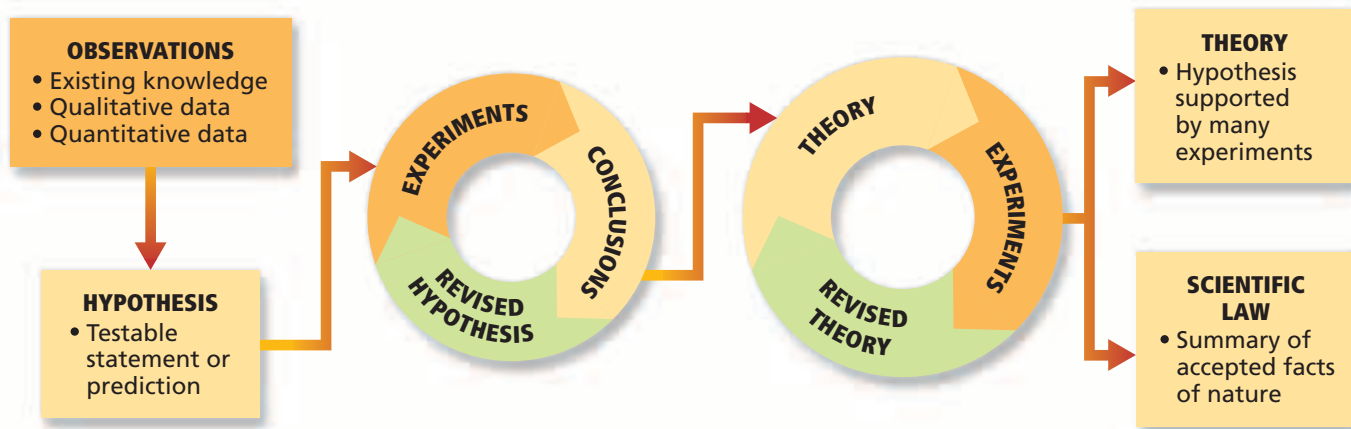 OBSERVATIONS
• Existing knowledge
• Qualitative data
• Quantitative data
HYPOTHESIS
• Testable
statement or
prediction
EXPERIMENTS
CONCLUSIONS
REVISED
HYPOTHESIS
THEORY
EXPERIMENTS
REVISED
THEORY
THEORY
• Hypothesis
supported
by many
experiments
SCIENTIFIC
LAW
• Summary of
accepted facts
of nature